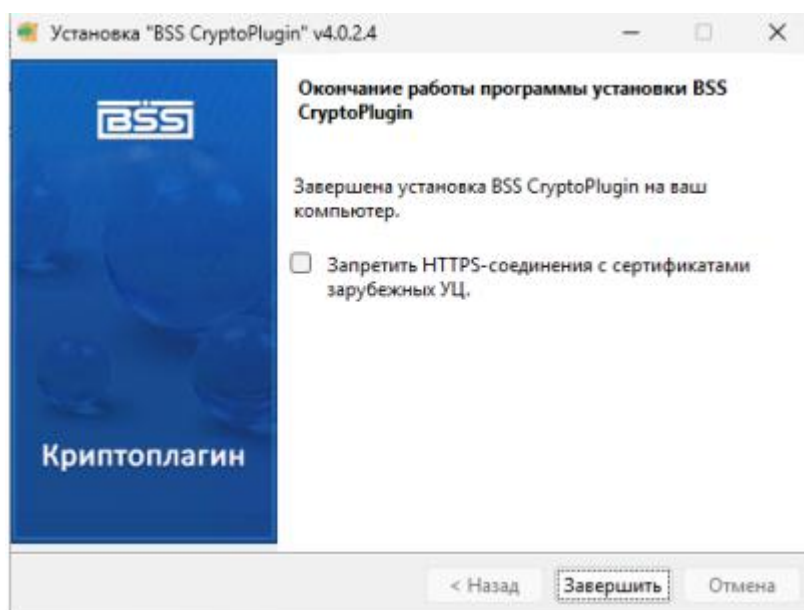 Установка "BSS CryptoPlugin" v4.0.2.4
BSS
Криптоплагин
Окончание работы программы установки BSS
CryptoPlugin
Завершена установка BSS CryptoPlugin на ваш
компьютер.
Запретить HTTPS-соединения с сертификатами
зарубежных УЦ.
< Назад
Завершить
Отмена